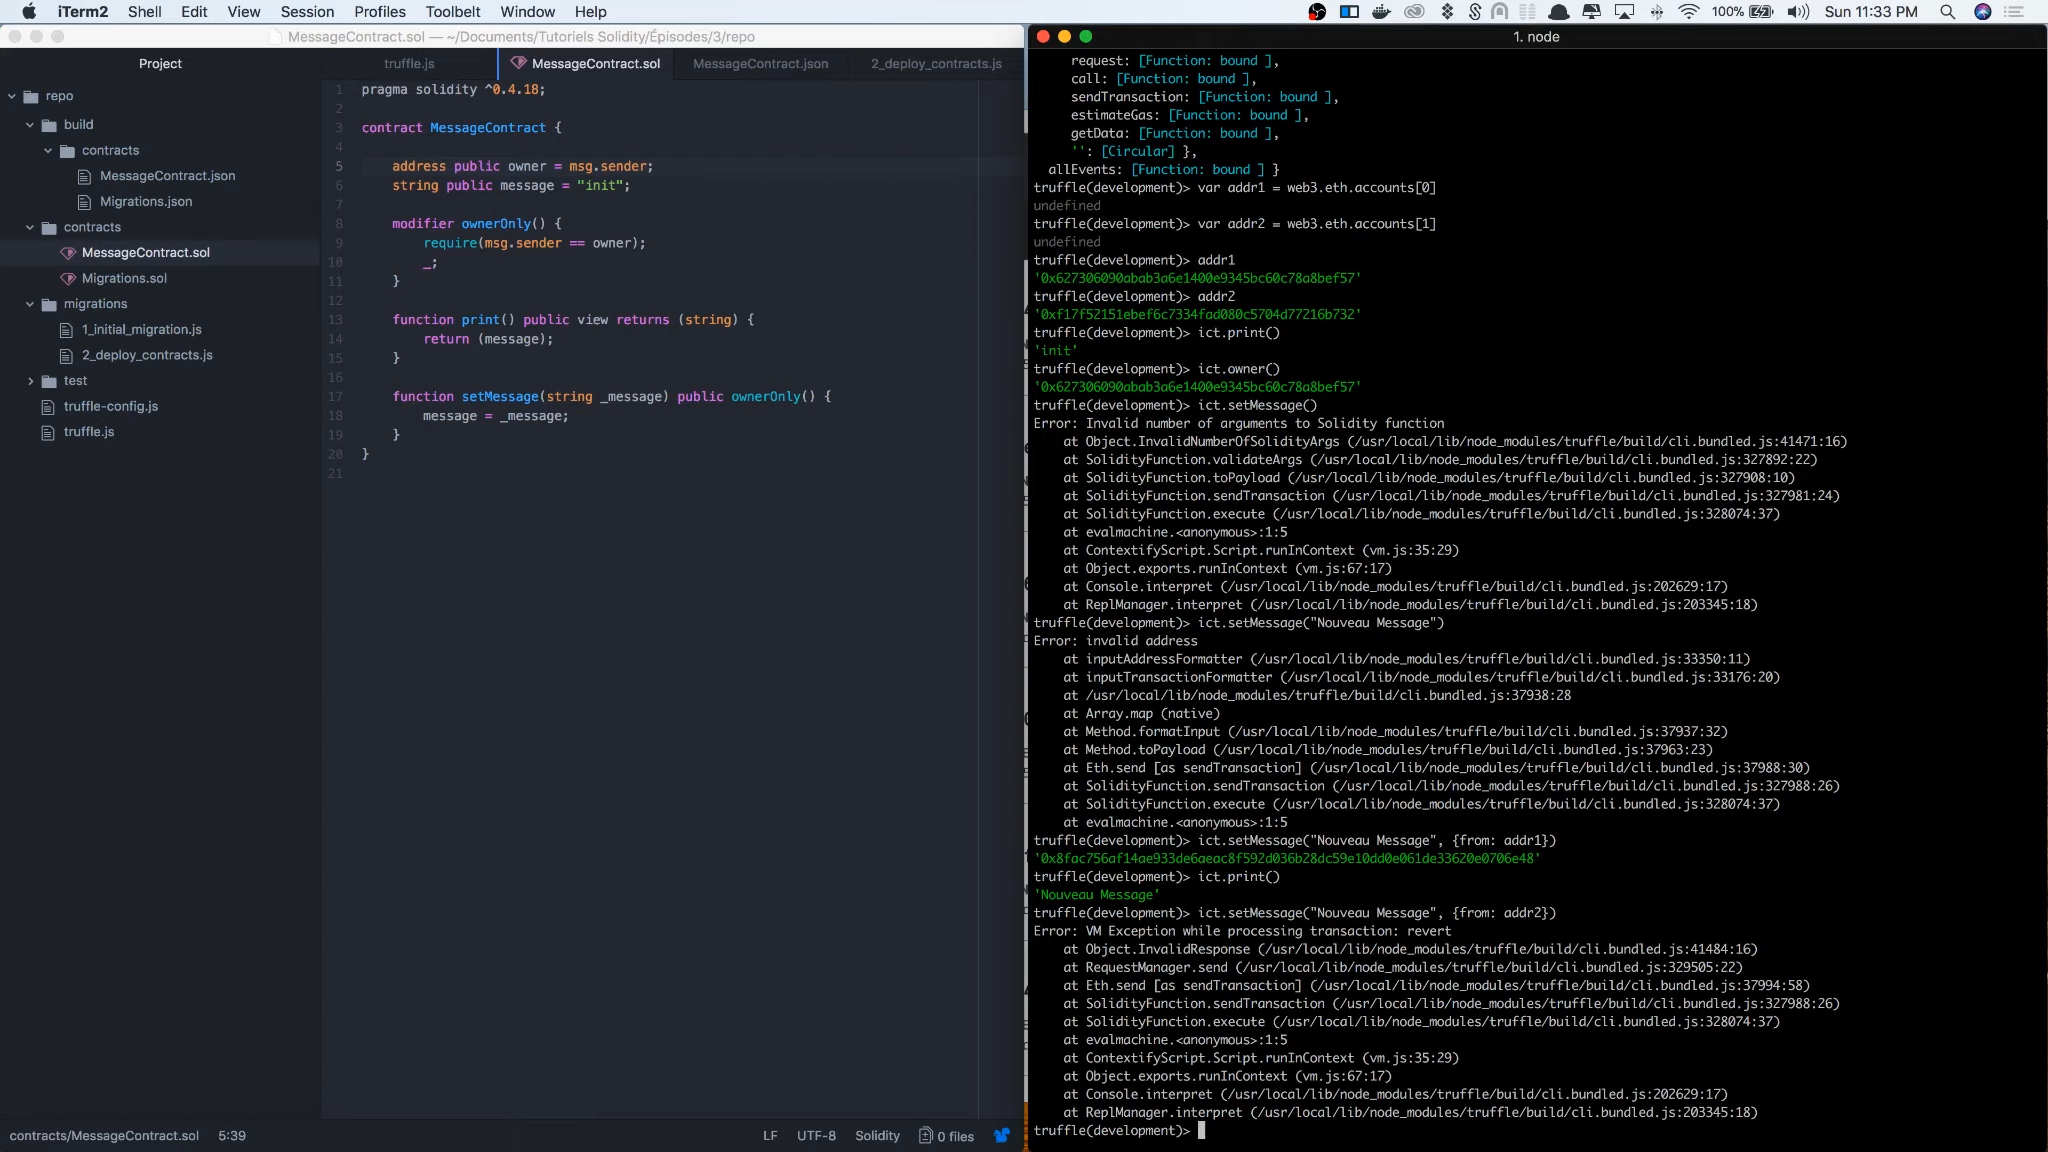 iTerm2 Shell Edit View Session Profiles Toolbelt Window Help 100% Sun 11:33 PM
MessageContract.sol — ~/Documents/Tutoriels Solidity/Épisodes/3/repo
Project
repo
build
contracts
MessageContract.json
Migrations.json
contracts
MessageContract.sol
Migrations.sol
migrations
1_initial_migration.js
2_deploy_contracts.js
test
truffle-config.js
truffle.js
truffle.js MessageContract.sol MessageContract.json 2_deploy_contracts.js
1 pragma solidity ^0.4.18;
2
3 contract MessageContract {
4
5 address public owner = msg.sender;
6 string public message = "init";
7
8 modifier ownerOnly() {
9 require(msg.sender == owner);
10 _;
11 }
12
13 function print() public view returns (string) {
14 return (message);
15 }
16
17 function setMessage(string _message) public ownerOnly() {
18 message = _message;
19 }
20 }
21
contracts/MessageContract.sol 5:39 LF UTF-8 Solidity 0 files
1. node
request: [Function: bound ],
call: [Function: bound ],
sendTransaction: [Function: bound ],
estimateGas: [Function: bound ],
getData: [Function: bound ],
'': [Circular] },
allEvents: [Function: bound ] }
truffle(development)> var addr1 = web3.eth.accounts[0]
undefined
truffle(development)> var addr2 = web3.eth.accounts[1]
undefined
truffle(development)> addr1
'0x627306090abab3a6e1400e9345bc60c78a8bef57'
truffle(development)> addr2
'0xf17f52151ebef6c7334fad080c5704d77216b732'
truffle(development)> ict.print()
'init'
truffle(development)> ict.owner()
'0x627306090abab3a6e1400e9345bc60c78a8bef57'
truffle(development)> ict.setMessage()
Error: Invalid number of arguments to Solidity function
at Object.InvalidNumberOfSolidityArgs (/usr/local/lib/node_modules/truffle/build/cli.bundled.js:41471:16)
at SolidityFunction.validateArgs (/usr/local/lib/node_modules/truffle/build/cli.bundled.js:327892:22)
at SolidityFunction.toPayload (/usr/local/lib/node_modules/truffle/build/cli.bundled.js:327908:10)
at SolidityFunction.sendTransaction (/usr/local/lib/node_modules/truffle/build/cli.bundled.js:327981:24)
at SolidityFunction.execute (/usr/local/lib/node_modules/truffle/build/cli.bundled.js:328074:37)
at evalmachine.<anonymous>:1:5
at ContextifyScript.Script.runInContext (vm.js:35:29)
at Object.exports.runInContext (vm.js:67:17)
at Console.interpret (/usr/local/lib/node_modules/truffle/build/cli.bundled.js:202629:17)
at ReplManager.interpret (/usr/local/lib/node_modules/truffle/build/cli.bundled.js:203345:18)
truffle(development)> ict.setMessage("Nouveau Message")
Error: invalid address
at inputAddressFormatter (/usr/local/lib/node_modules/truffle/build/cli.bundled.js:33350:11)
at inputTransactionFormatter (/usr/local/lib/node_modules/truffle/build/cli.bundled.js:33176:20)
at /usr/local/lib/node_modules/truffle/build/cli.bundled.js:37938:28
at Array.map (native)
at Method.formatInput (/usr/local/lib/node_modules/truffle/build/cli.bundled.js:37937:32)
at Method.toPayload (/usr/local/lib/node_modules/truffle/build/cli.bundled.js:37963:23)
at Eth.send [as sendTransaction] (/usr/local/lib/node_modules/truffle/build/cli.bundled.js:37988:30)
at SolidityFunction.sendTransaction (/usr/local/lib/node_modules/truffle/build/cli.bundled.js:327988:26)
at SolidityFunction.execute (/usr/local/lib/node_modules/truffle/build/cli.bundled.js:328074:37)
at evalmachine.<anonymous>:1:5
truffle(development)> ict.setMessage("Nouveau Message", {from: addr1})
'0x8fac756af14ae933de6aeac8f592d036b28dc59e10dd0e061de33620e0706e48'
truffle(development)> ict.print()
'Nouveau Message'
truffle(development)> ict.setMessage("Nouveau Message", {from: addr2})
Error: VM Exception while processing transaction: revert
at Object.InvalidResponse (/usr/local/lib/node_modules/truffle/build/cli.bundled.js:41484:16)
at RequestManager.send (/usr/local/lib/node_modules/truffle/build/cli.bundled.js:329505:22)
at Eth.send [as sendTransaction] (/usr/local/lib/node_modules/truffle/build/cli.bundled.js:37994:58)
at SolidityFunction.sendTransaction (/usr/local/lib/node_modules/truffle/build/cli.bundled.js:327988:26)
at SolidityFunction.execute (/usr/local/lib/node_modules/truffle/build/cli.bundled.js:328074:37)
at evalmachine.<anonymous>:1:5
at ContextifyScript.Script.runInContext (vm.js:35:29)
at Object.exports.runInContext (vm.js:67:17)
at Console.interpret (/usr/local/lib/node_modules/truffle/build/cli.bundled.js:202629:17)
at ReplManager.interpret (/usr/local/lib/node_modules/truffle/build/cli.bundled.js:203345:18)
truffle(development)>